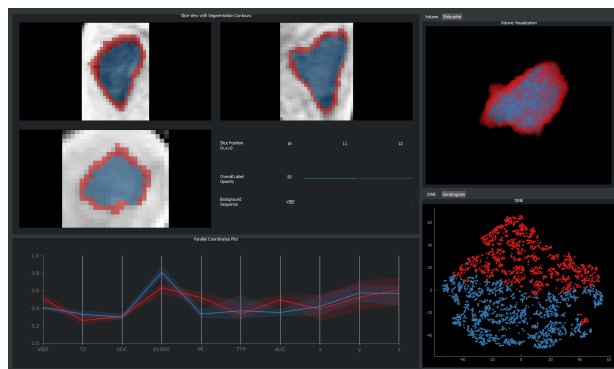 Slice View with Segmentation Contours
Volume Silhouette
Volume Visualization
Slice Position
(x,y,z)
16 11 12
Overall Label
Opacity
50
Background
Sequence
VIBE
tSNE Dendrogram
tSNE
Parallel Coordinates Plot
1.0
0.8
0.6
0.4
0.2
0.0
VIBE T2 ADC b1000 PE TTP AUC x y z
60
40
20
0
-20
-40
-40 -20 0 20 40 60